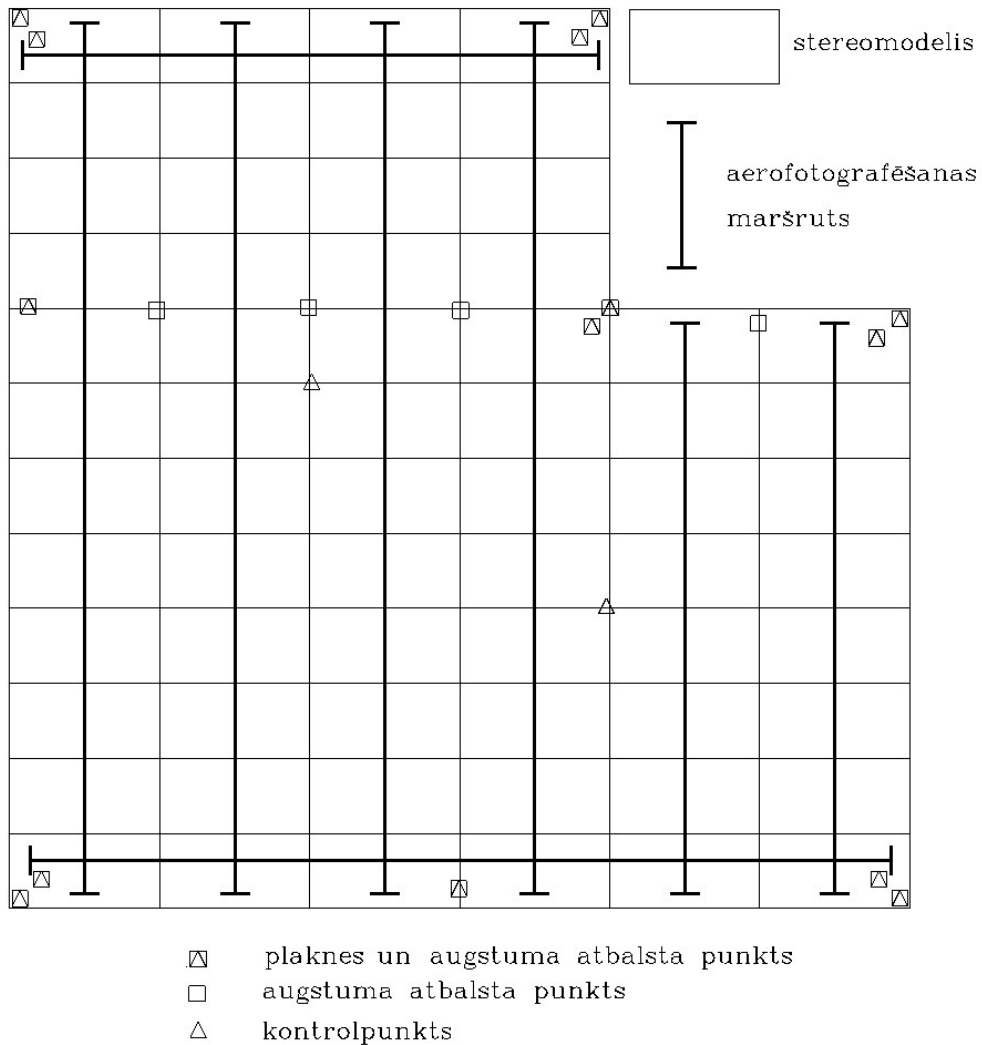 stereomodelis
aerofotografēšanas
maršruts
plaknes un augstuma atbalsta punkts
augstuma atbalsta punkts
kontrolpunkts